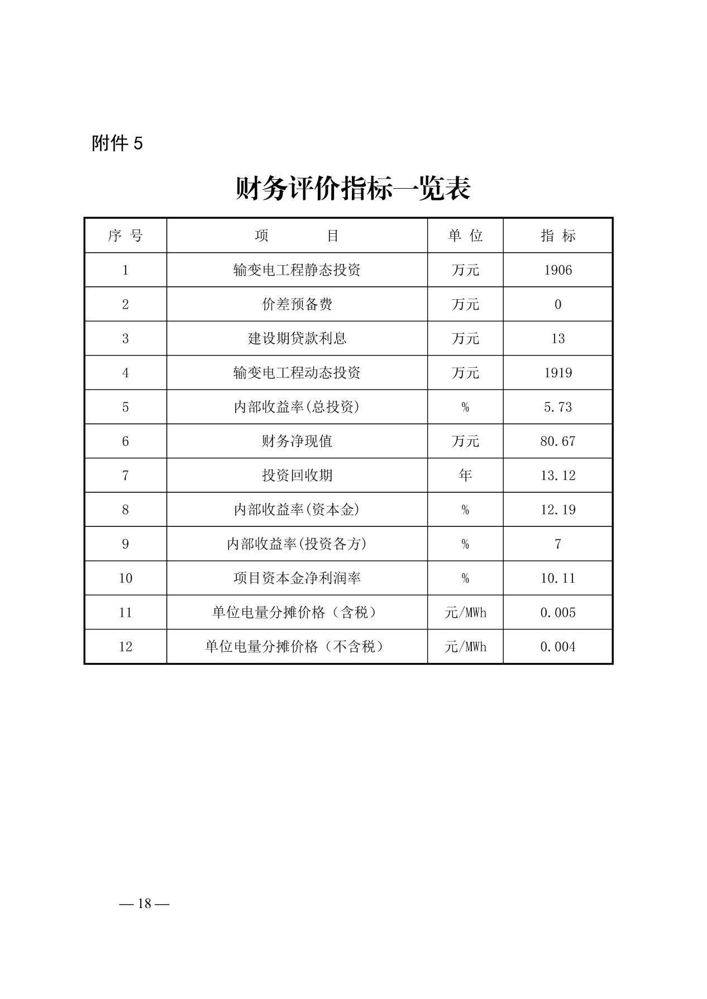 附件 5
财务评价指标一览表
序 号 项 目 单 位 指 标
1 输变电工程静态投资 万元 1906
2 价差预备费 万元 0
3 建设期贷款利息 万元 13
4 输变电工程动态投资 万元 1919
5 内部收益率(总投资) % 5.73
6 财务净现值 万元 80.67
7 投资回收期 年 13.12
8 内部收益率(资本金) % 12.19
9 内部收益率(投资各方) % 7
10 项目资本金净利润率 % 10.11
11 单位电量分摊价格（含税） 元/MWh 0.005
12 单位电量分摊价格（不含税） 元/MWh 0.004
— 18 —